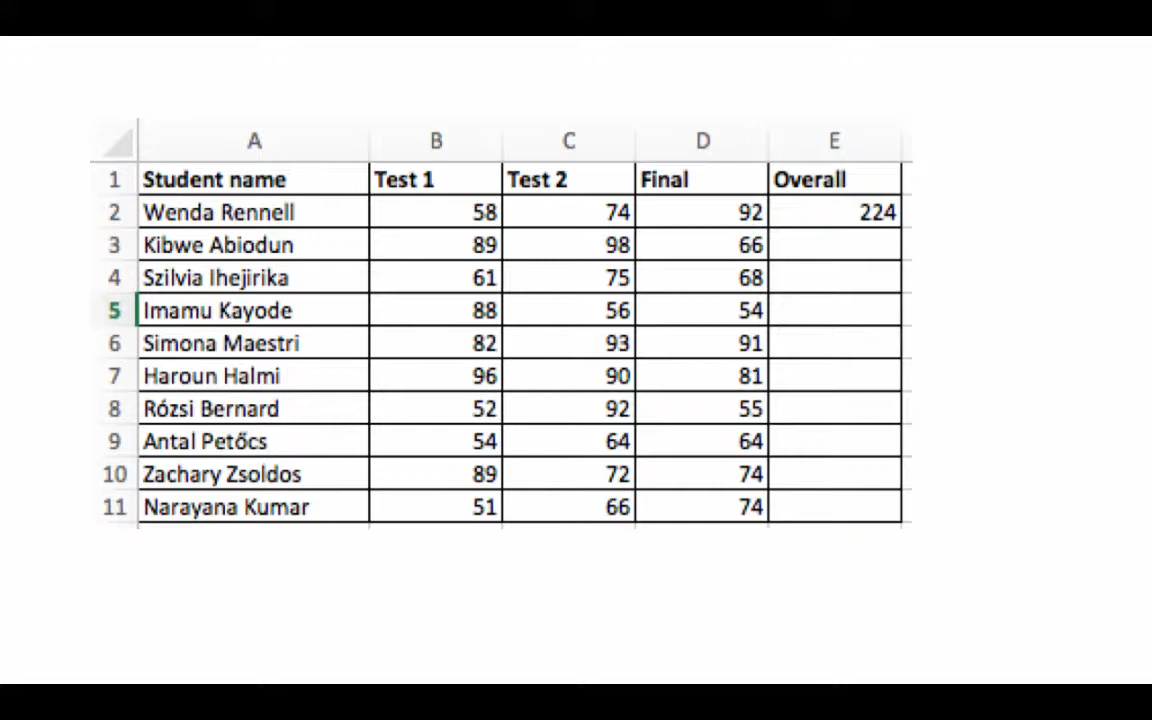 A B C D E
1 Student name Test 1 Test 2 Final Overall
2 Wenda Rennell 58 74 92 224
3 Kibwe Abiodun 89 98 66
4 Szilvia Ihejirika 61 75 68
5 Imamu Kayode 88 56 54
6 Simona Maestri 82 93 91
7 Haroun Halmi 96 90 81
8 Rózsi Bernard 52 92 55
9 Antal Petőcs 54 64 64
10 Zachary Zsoldos 89 72 74
11 Narayana Kumar 51 66 74